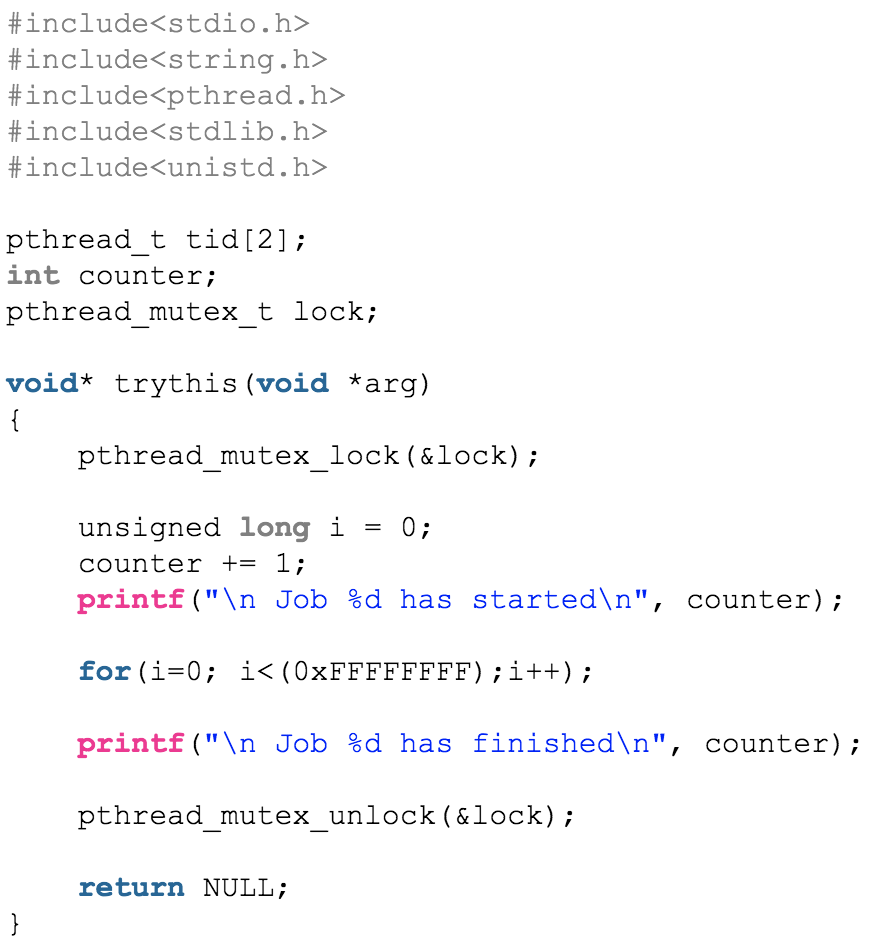 #include<stdio.h>
#include<string.h>
#include<pthread.h>
#include<stdlib.h>
#include<unistd.h>
pthread_t tid[2];
int counter;
pthread_mutex_t lock;
void* trythis(void *arg)
{
pthread_mutex_lock(&lock);
unsigned long i = 0;
counter += 1;
printf("\n Job %d has started\n", counter);
for(i=0; i<(0xFFFFFFFF);i++);
printf("\n Job %d has finished\n", counter);
pthread_mutex_unlock(&lock);
return NULL;
}